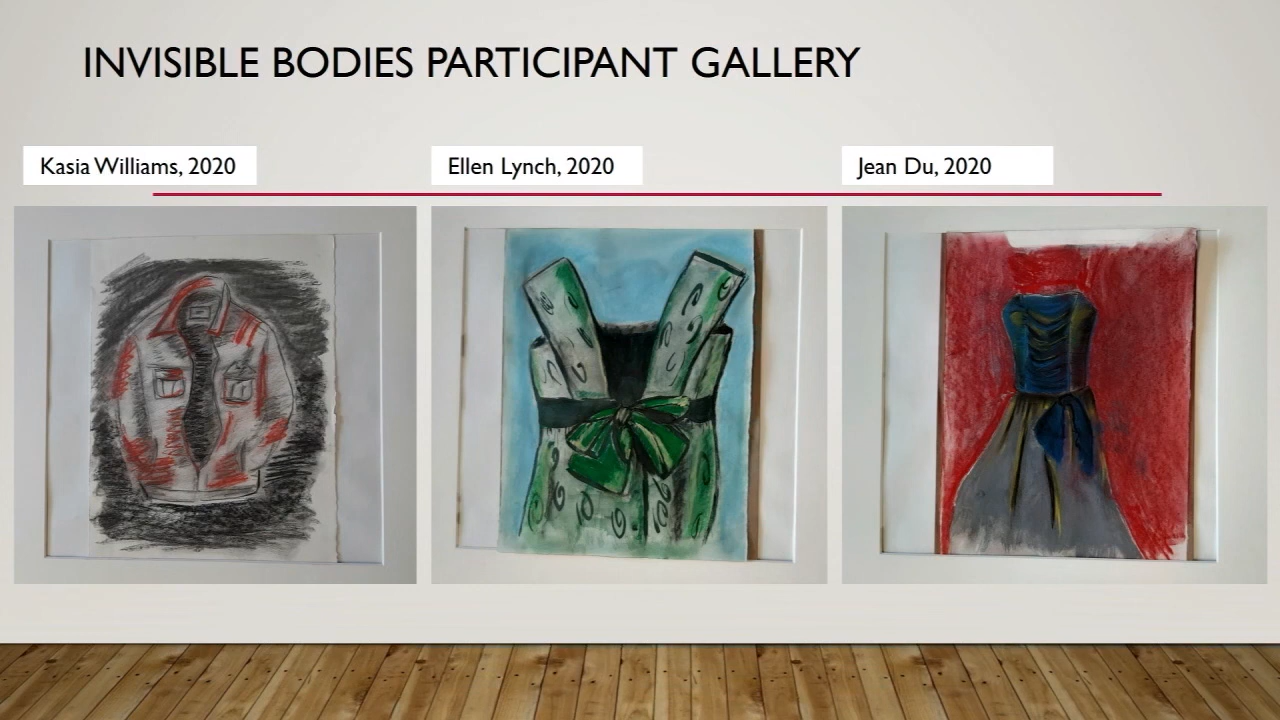 INVISIBLE BODIES PARTICIPANT GALLERY
Kasia Williams, 2020
Ellen Lynch, 2020
Jean Du, 2020